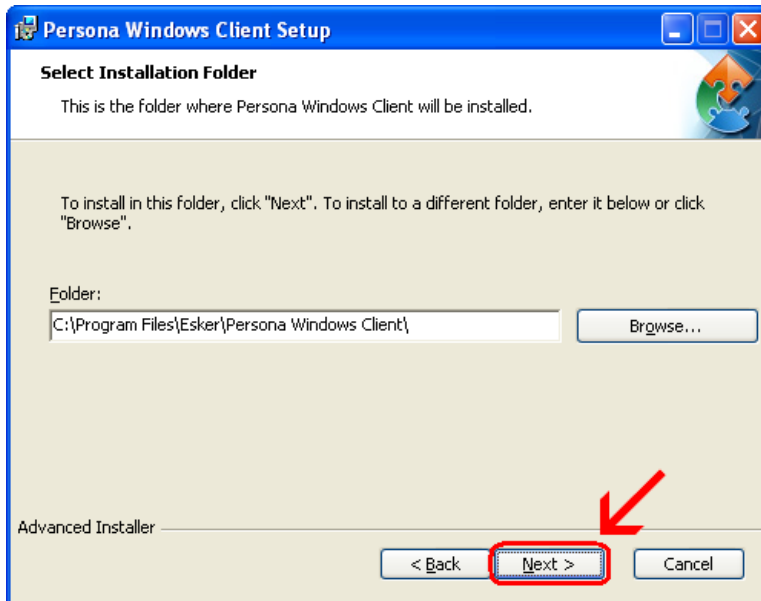 Persona Windows Client Setup
Select Installation Folder
This is the folder where Persona Windows Client will be installed.
To install in this folder, click "Next". To install to a different folder, enter it below or click
"Browse".
Folder:
C:\Program Files\Esker\Persona Windows Client\
Browse...
Advanced Installer
< Back
Next >
Cancel